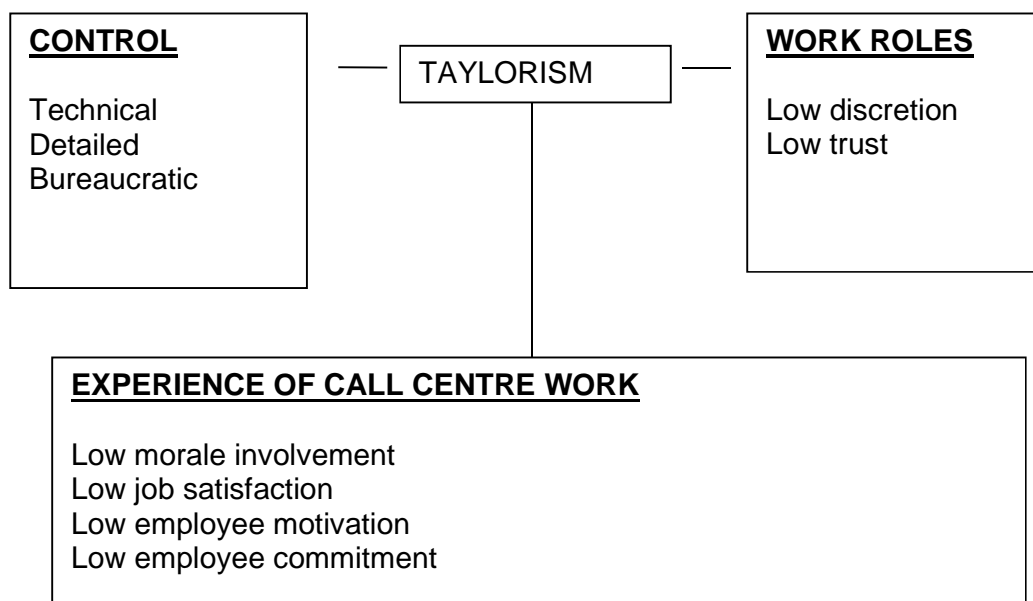 CONTROL
Technical
Detailed
Bureaucratic
TAYLORISM
WORK ROLES
Low discretion
Low trust
EXPERIENCE OF CALL CENTRE WORK
Low morale involvement
Low job satisfaction
Low employee motivation
Low employee commitment